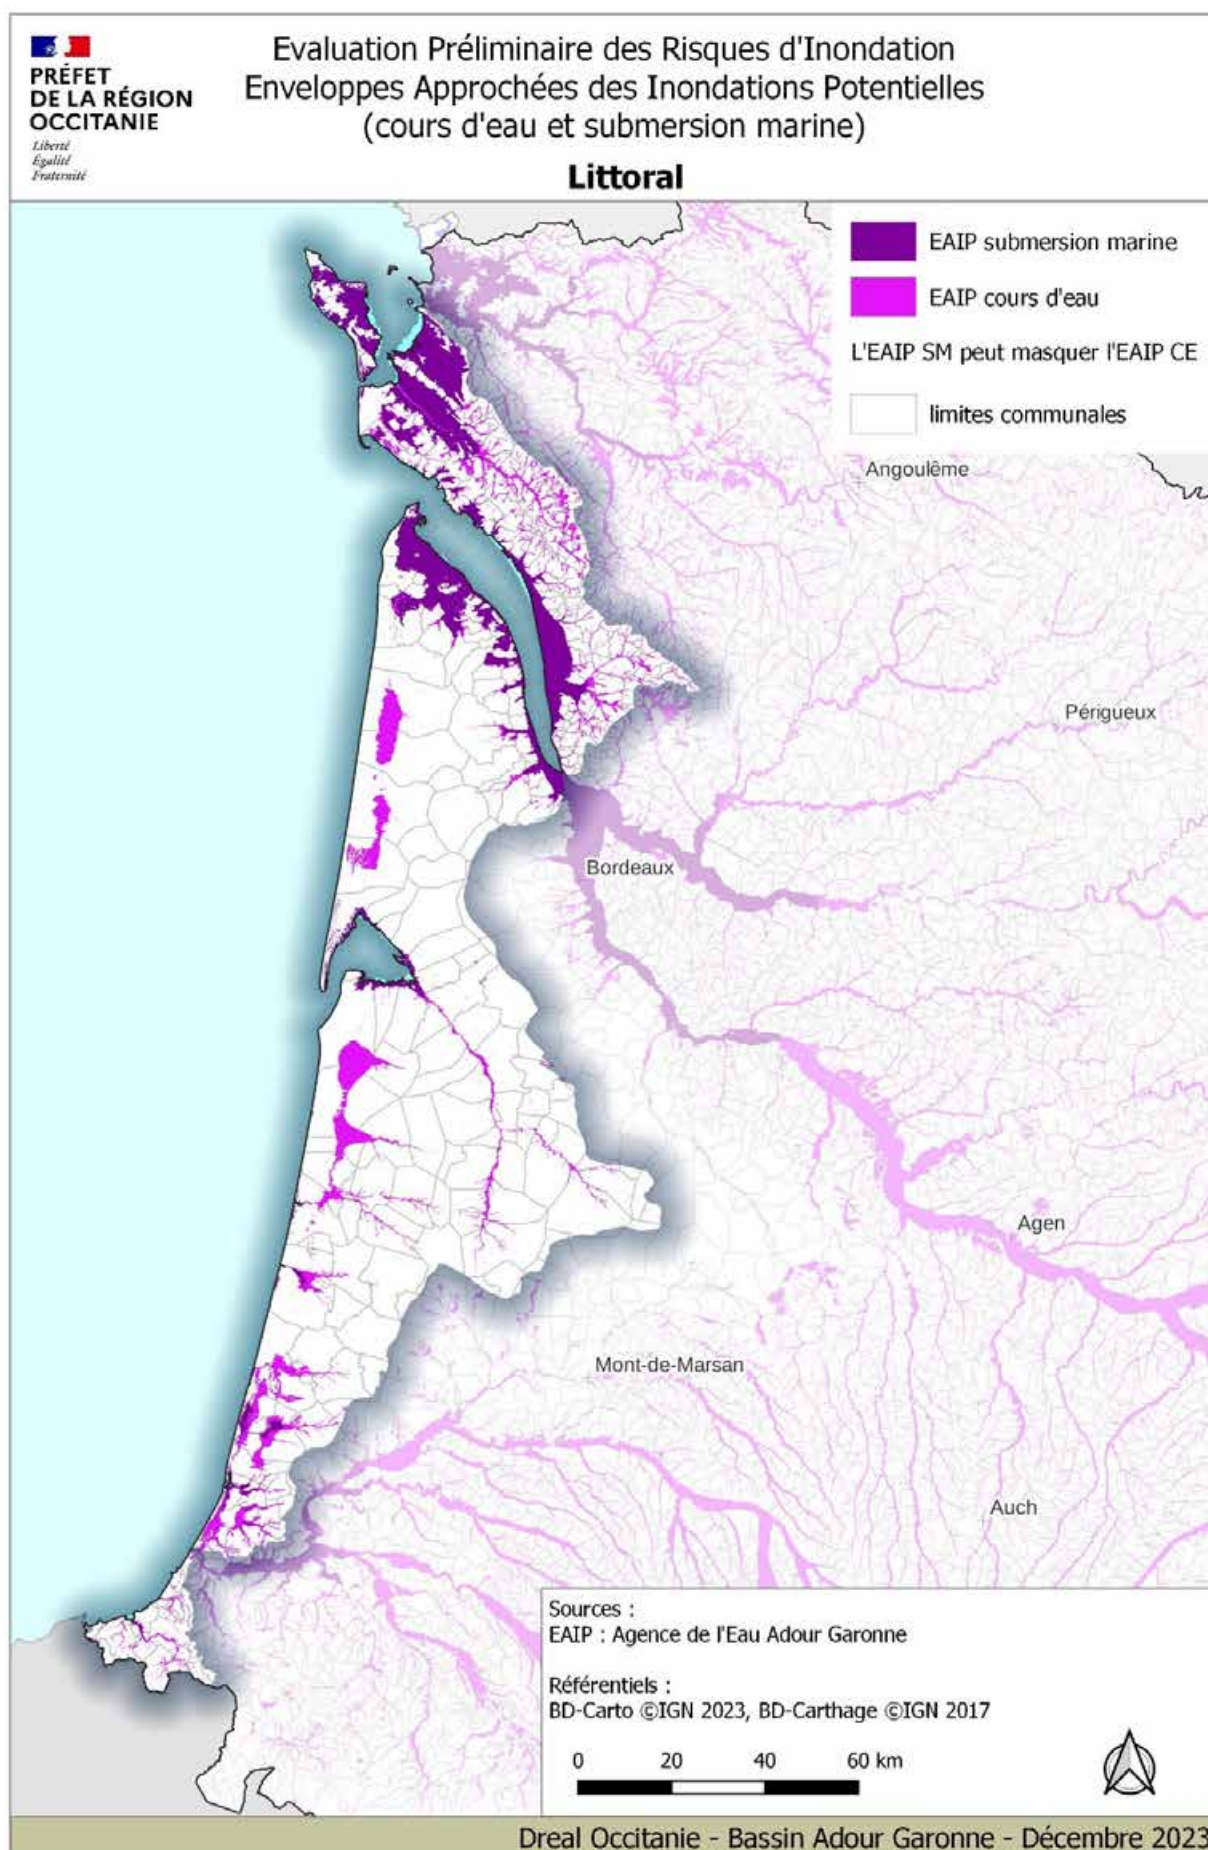 PRÉFET
DE LA RÉGION
OCCITANIE
Liberté
Égalité
Fraternité
Evaluation Préliminaire des Risques d'Inondation
Enveloppes Approchées des Inondations Potentielles
(cours d'eau et submersion marine)
Littoral
EAIP submersion marine
EAIP cours d'eau
L'EAIP SM peut masquer l'EAIP CE
limites communales
Angoulême
Périgueux
Bordeaux
Agen
Mont-de-Marsan
Auch
Sources :
EAIP : Agence de l'Eau Adour Garonne
Référentiels :
BD-Carto ©IGN 2023, BD-Carthage ©IGN 2017
0 20 40 60 km
Dreal Occitanie - Bassin Adour Garonne - Décembre 2023